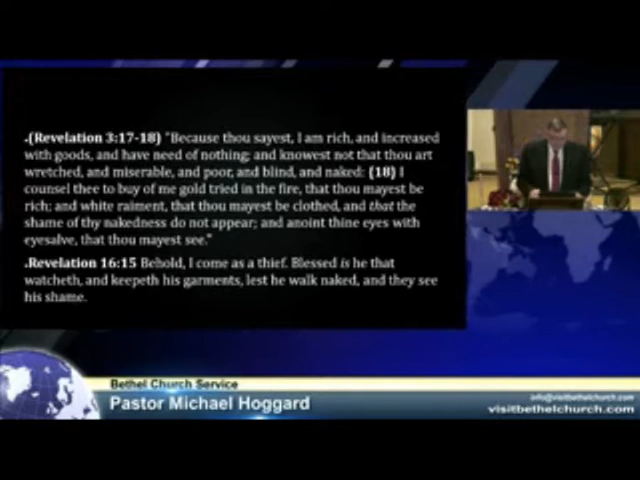 .(Revelation 3:17-18) "Because thou sayest, I am rich, and increased
with goods, and have need of nothing; and knowest not that thou art
wretched, and miserable, and poor, and blind, and naked: (18) I
counsel thee to buy of me gold tried in the fire, that thou mayest be
rich; and white raiment, that thou mayest be clothed, and that the
shame of thy nakedness do not appear; and anoint thine eyes with
eyesalve, that thou mayest see."
.Revelation 16:15 Behold, I come as a thief. Blessed is he that
watcheth, and keepeth his garments, lest he walk naked, and they see
his shame.
Bethel Church Service
Pastor Michael Hoggard
info@visitbethelchurch.com
visitbethelchurch.com